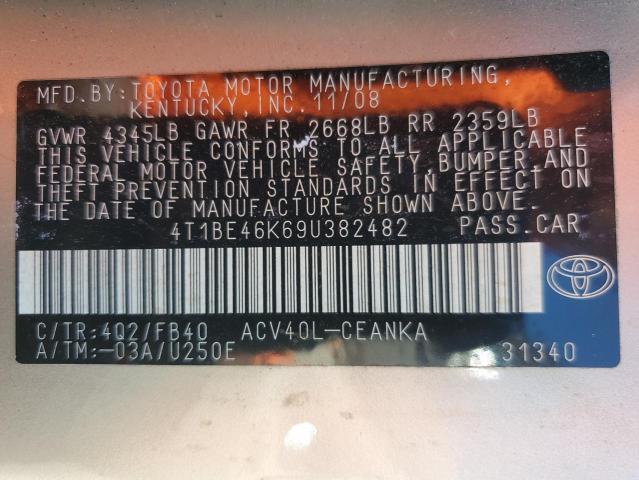 MFD. BY: TOYOTA MOTOR MANUFACTURING,
KENTUCKY, INC. 11/08
GVWR 4345LB GAWR FR 2668LB RR 2359LB
THIS VEHICLE CONFORMS TO ALL APPLICABLE
FEDERAL MOTOR VEHICLE SAFETY, BUMPER, AND
THEFT PREVENTION STANDARDS IN EFFECT ON
THE DATE OF MANUFACTURE SHOWN ABOVE.
4T1BE46K69U382482 PASS. CAR
C/TR: 4Q2/FB40 ACV40L-CEANKA
A/TM: -03A/U250E 31340